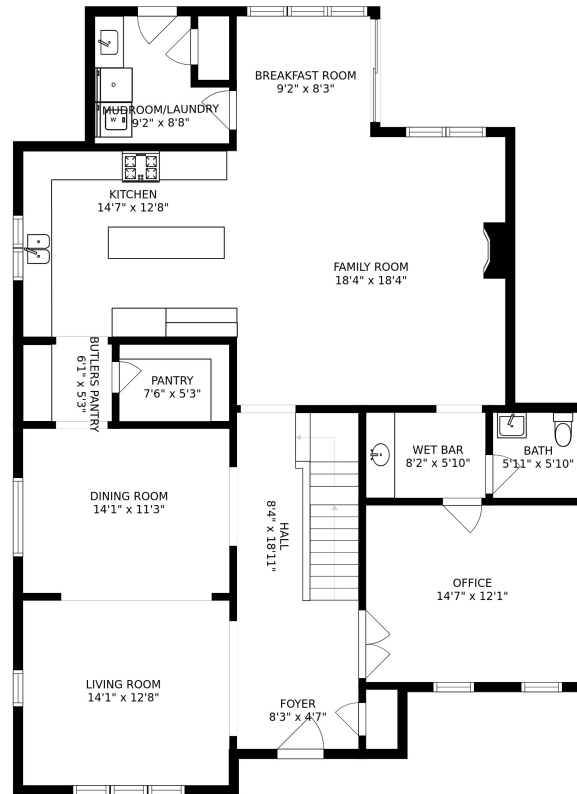 BREAKFAST ROOM
9'2" x 8'3"
D
W
MUDROOM/LAUNDRY
9'2" x 8'8"
KITCHEN
14'7" x 12'8"
FAMILY ROOM
18'4" x 18'4"
BUTLERS PANTRY
6'1" x 5'3"
PANTRY
7'6" x 5'3"
WET BAR
8'2" x 5'10"
BATH
5'11" x 5'10"
DINING ROOM
14'1" x 11'3"
HALL
8'4" x 18'11"
OFFICE
14'7" x 12'1"
LIVING ROOM
14'1" x 12'8"
FOYER
8'3" x 4'7"